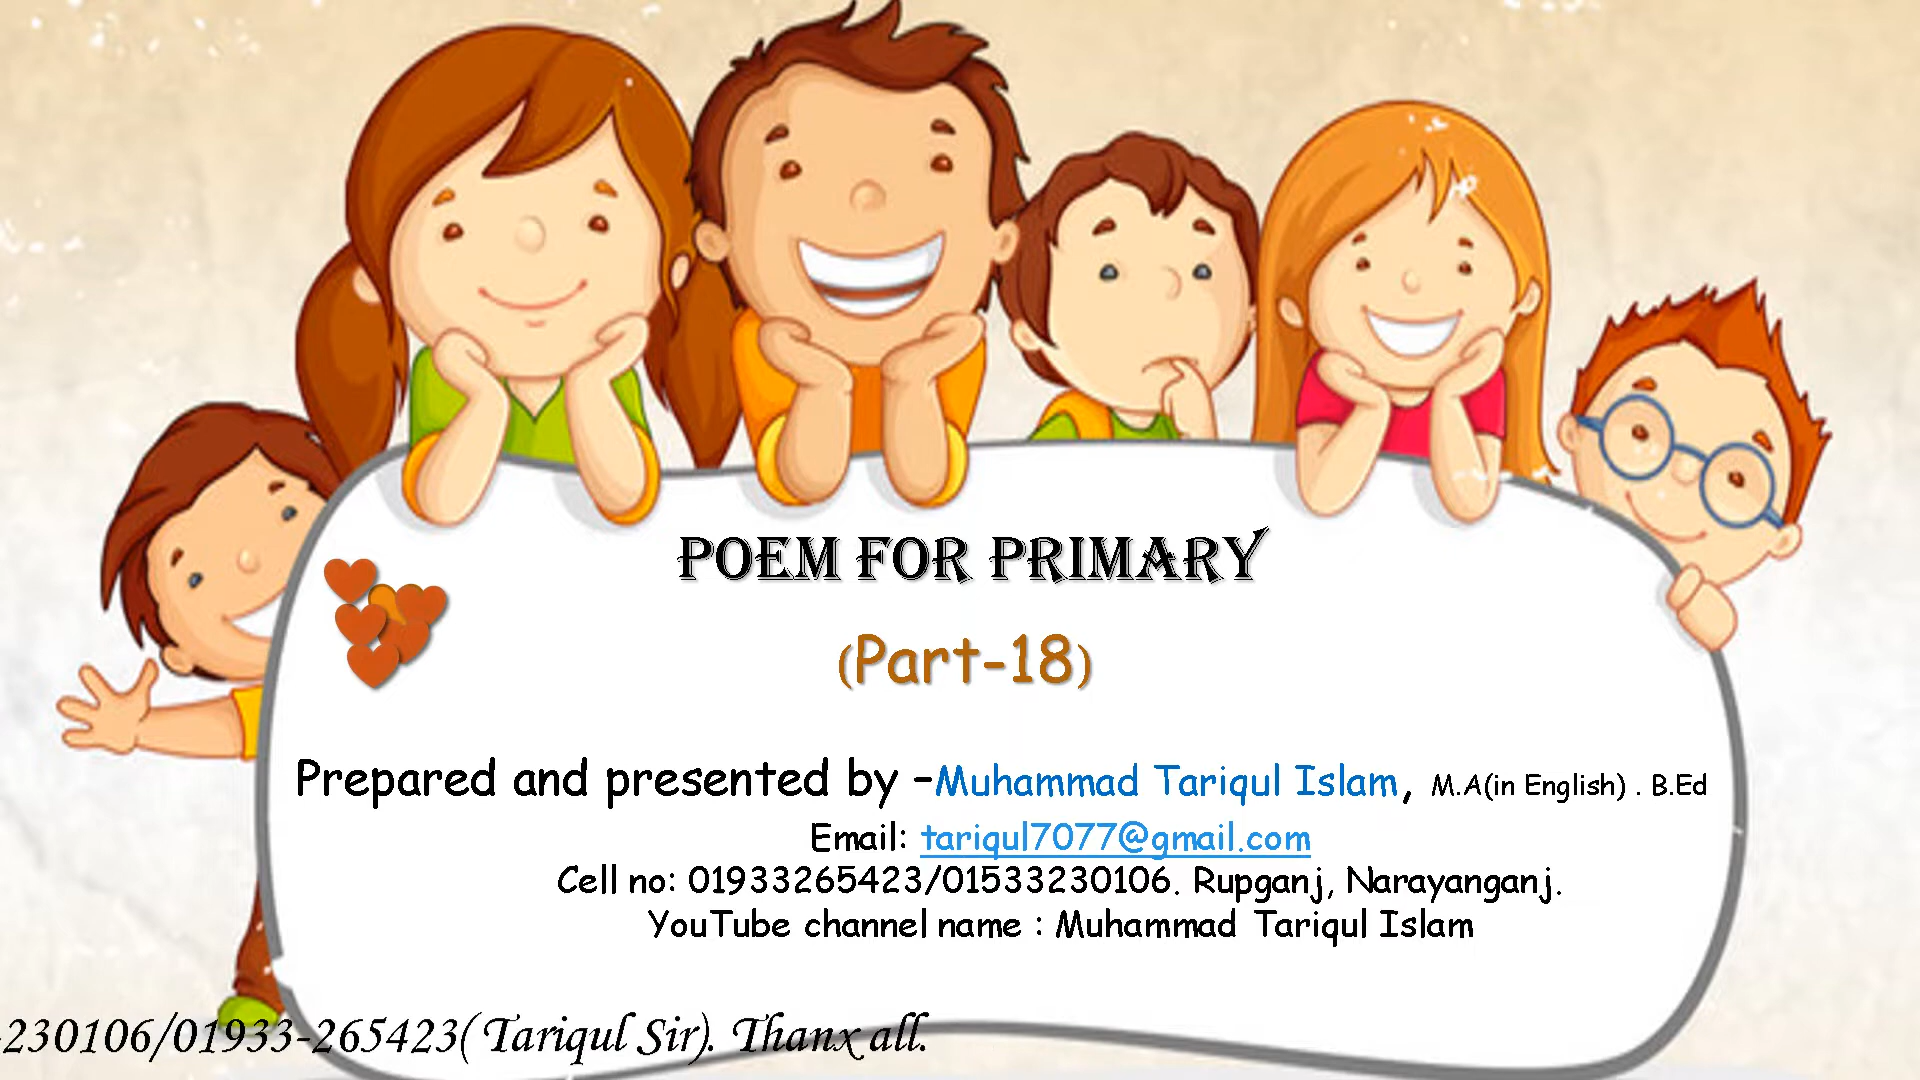 POEM FOR PRIMARY
(Part-18)
Prepared and presented by –Muhammad Tariqul Islam, M.A(in English) . B.Ed
Email: tariqul7077@gmail.com
Cell no: 01933265423/01533230106. Rupganj, Narayanganj.
YouTube channel name : Muhammad Tariqul Islam
-230106/01933-265423( Tariqul Sir). Thanx all.